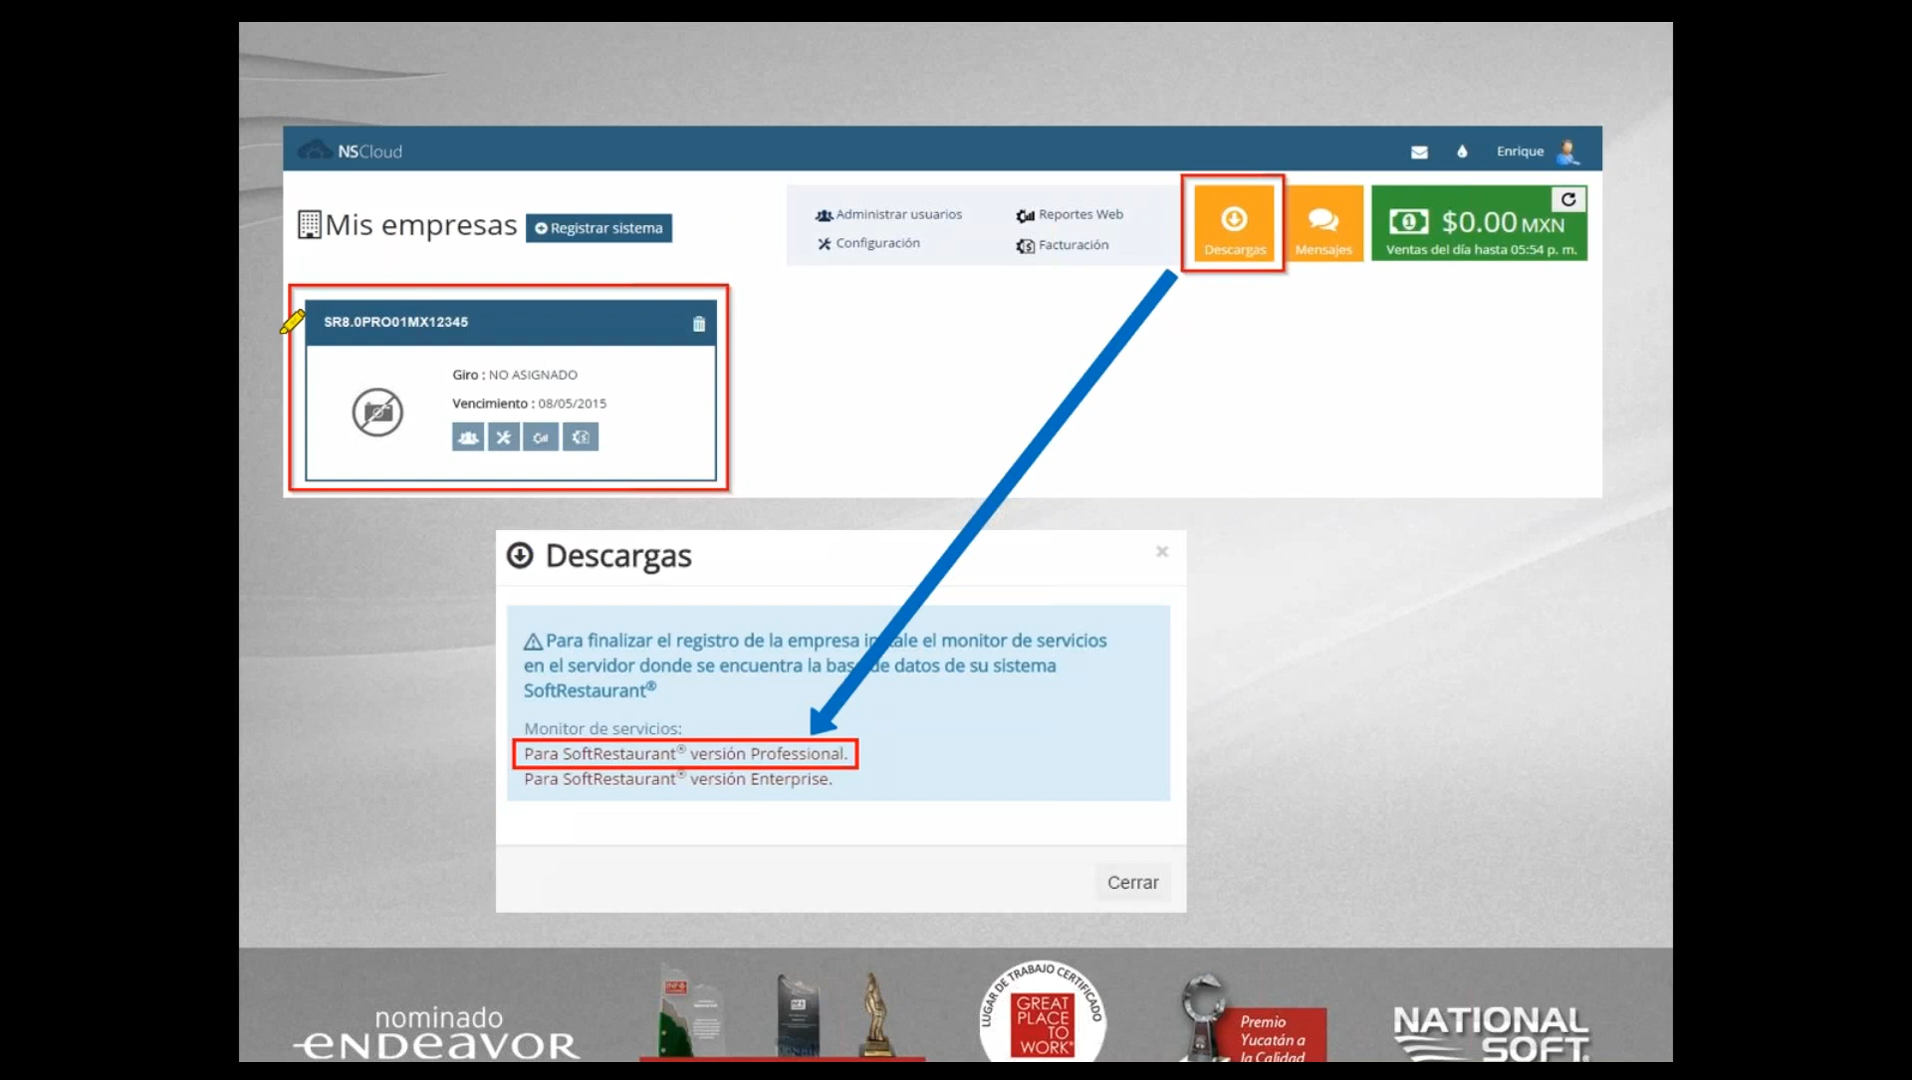 NSCloud
Enrique
Mis empresas
Registrar sistema
Administrar usuarios
Reportes Web
Configuración
Facturación
Descargas
Mensajes
$0.00 MXN
Ventas del día hasta 05:54 p. m.
SR8.0PRO01MX12345
Giro : NO ASIGNADO
Vencimiento : 08/05/2015
Descargas
×
Para finalizar el registro de la empresa instale el monitor de servicios
en el servidor donde se encuentra la base de datos de su sistema
SoftRestaurant®
Monitor de servicios:
Para SoftRestaurant® versión Professional.
Para SoftRestaurant® versión Enterprise.
Cerrar
nominado
enDeavor
LUGAR DE TRABAJO CERTIFICADO
GREAT
PLACE
TO
WORK®
Premio
Yucatán a
la Calidad
NATIONAL
SOFT®